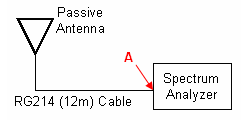 Passive
Antenna
A
Spectrum
Analyzer
RG214 (12m) Cable